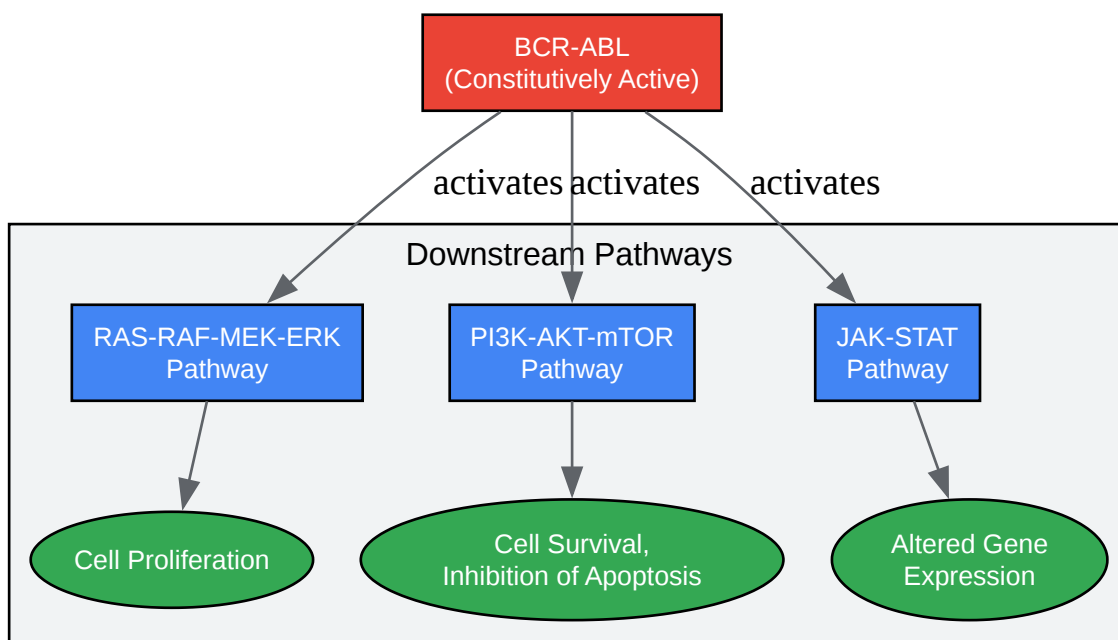 BCR-ABL
(Constitutively Active)
activates activates activates
Downstream Pathways
RAS-RAF-MEK-ERK
Pathway
PI3K-AKT-mTOR
Pathway
JAK-STAT
Pathway
Cell Proliferation
Cell Survival,
Inhibition of Apoptosis
Altered Gene
Expression